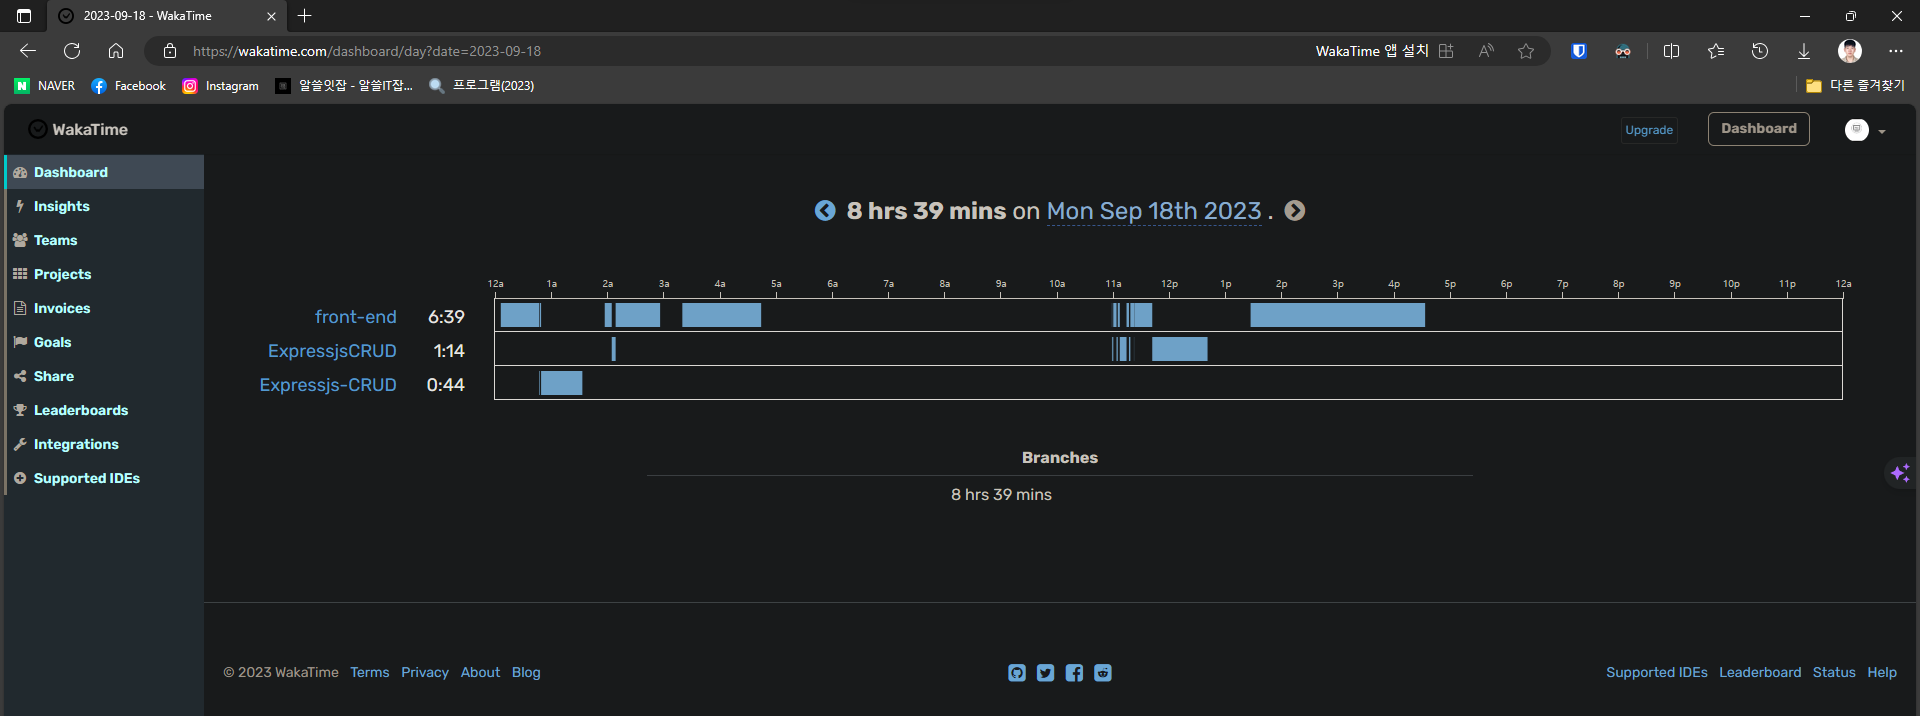 2023-09-18 - WakaTime
https://wakatime.com/dashboard/day?date=2023-09-18
WakaTime 앱 설치
NAVER Facebook Instagram 알쓸잇잡 - 알쓸IT잡... 프로그램(2023) 다른 즐겨찾기
WakaTime Upgrade Dashboard
Dashboard
Insights
Teams
Projects
Invoices
Goals
Share
Leaderboards
Integrations
Supported IDEs
8 hrs 39 mins on Mon Sep 18th 2023 .
12a 1a 2a 3a 4a 5a 6a 7a 8a 9a 10a 11a 12p 1p 2p 3p 4p 5p 6p 7p 8p 9p 10p 11p 12a
front-end 6:39
ExpressjsCRUD 1:14
Expressjs-CRUD 0:44
Branches
8 hrs 39 mins
© 2023 WakaTime Terms Privacy About Blog Supported IDEs Leaderboard Status Help